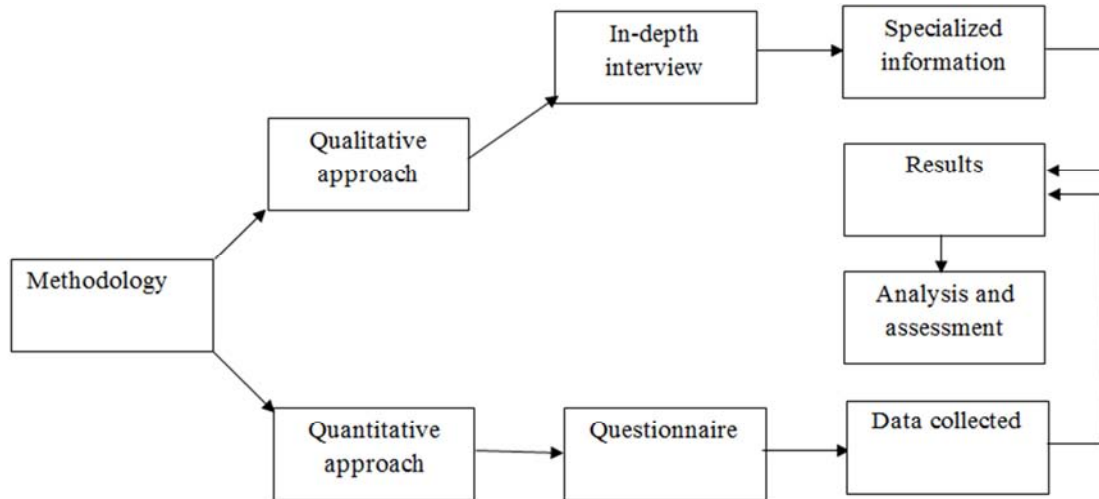 In-depth
interview
Specialized
information
Qualitative
approach
Results
Methodology
Analysis and
assessment
Quantitative
approach
Questionnaire
Data collected